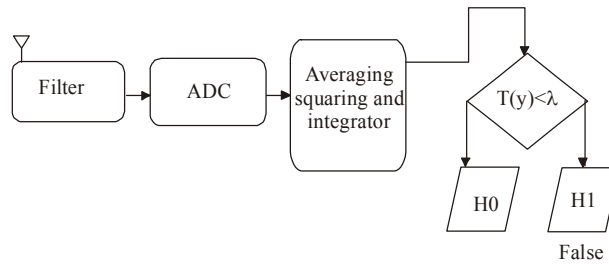 Filter
ADC
Averaging
squaring and
integrator
T(y)<λ
H0
H1
False